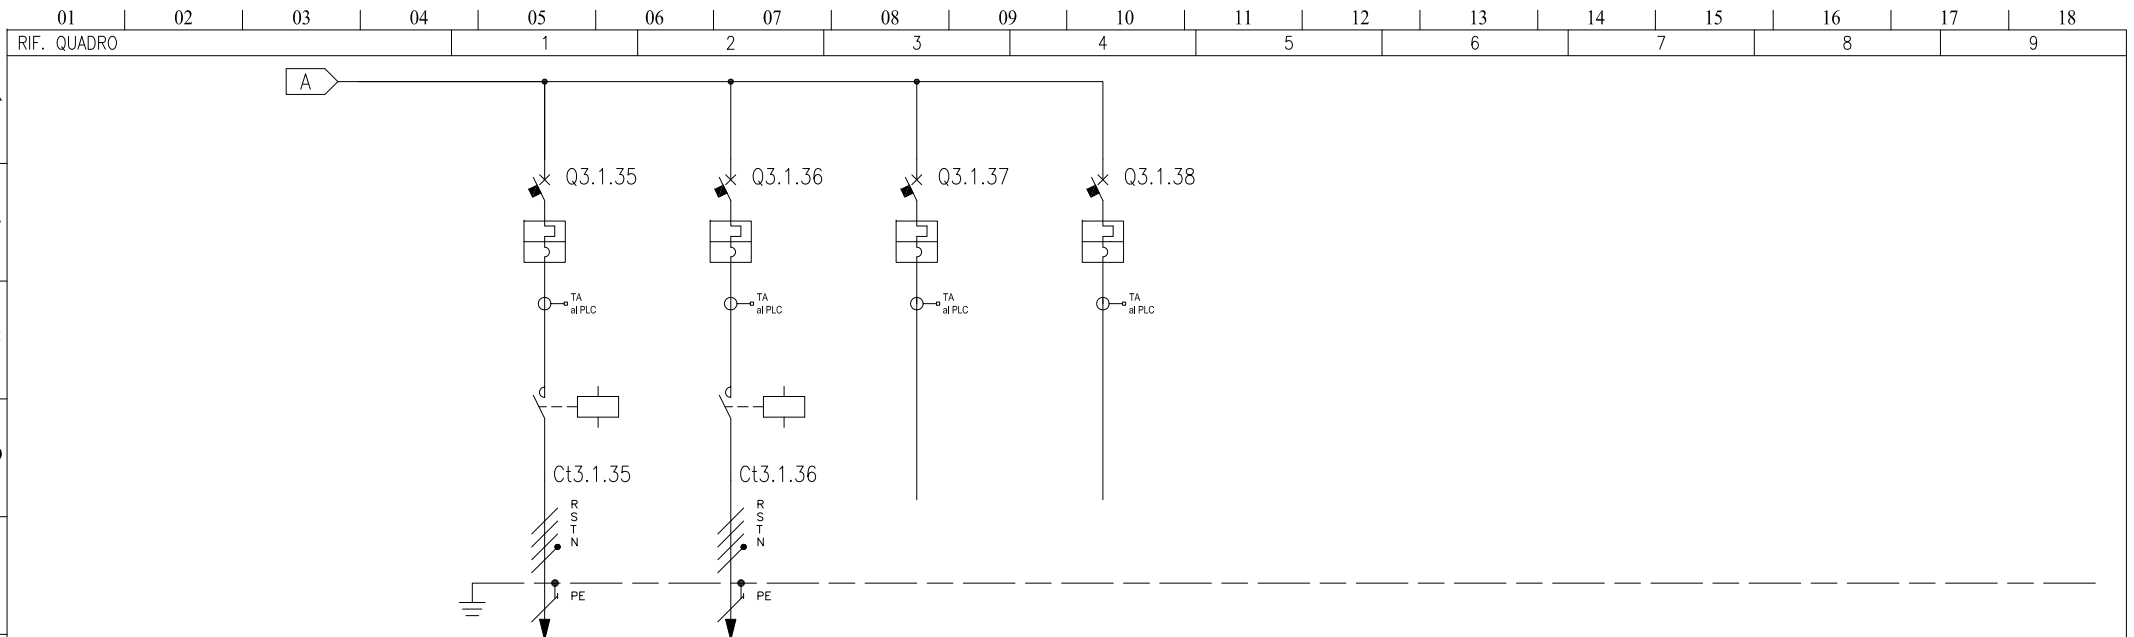 01 02 03 04 05 06 07 08 09 10 11 12 13 14 15 16 17 18
RIF. QUADRO 1 2 3 4 5 6 7 8 9
A
Q3.1.35 Q3.1.36 Q3.1.37 Q3.1.38
TA TA TA TA
al PLC al PLC al PLC al PLC
Ct3.1.35 Ct3.1.36
R R
S S
T T
N N
PE PE